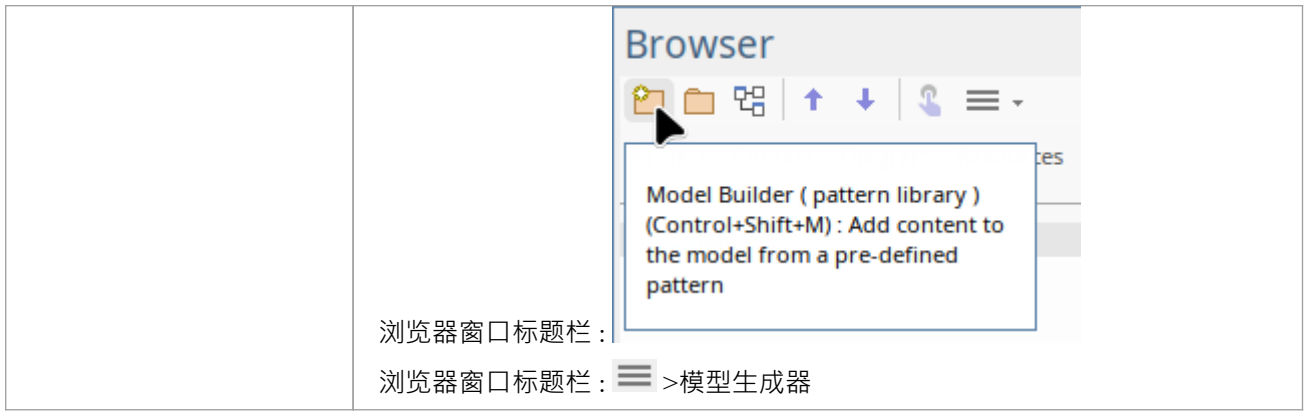 Browser
tes
Model Builder ( pattern library )
(Control+Shift+M) : Add content to
the model from a pre-defined
pattern
浏览器窗口标题栏 :
浏览器窗口标题栏 : >模型生成器